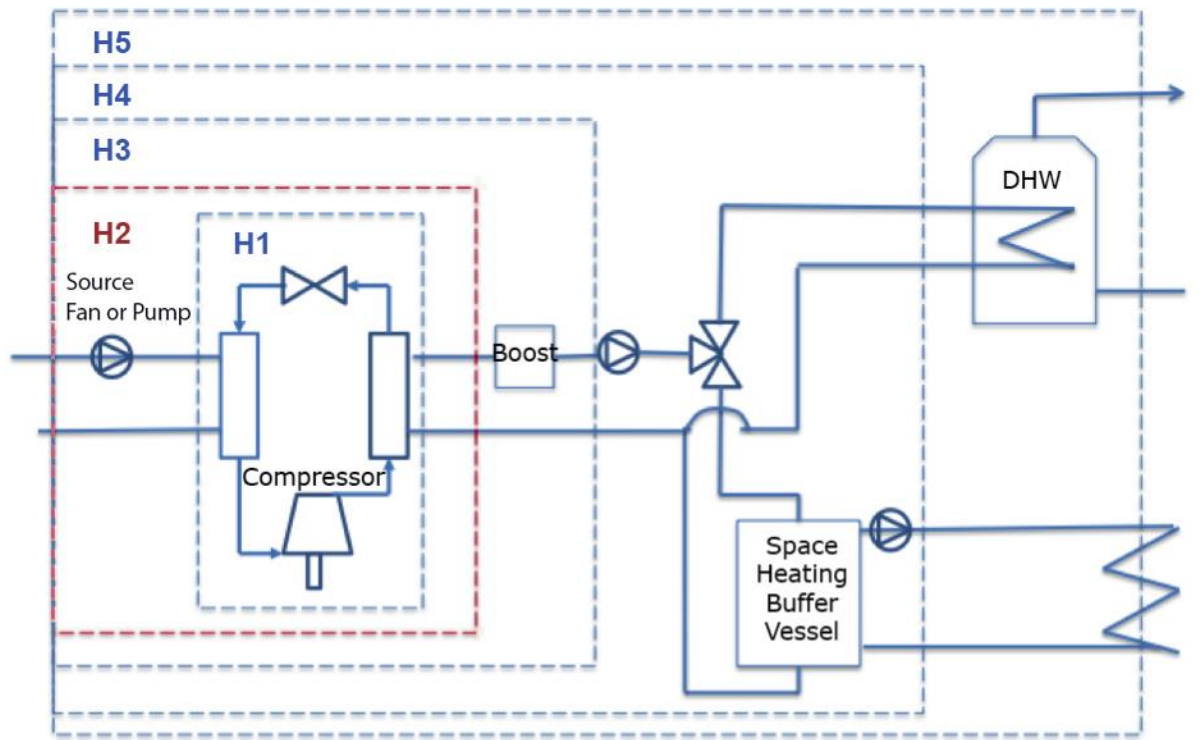 H5
H4
H3
H2
H1
Source
Fan or Pump
Compressor
Boost
DHW
Space
Heating
Buffer
Vessel